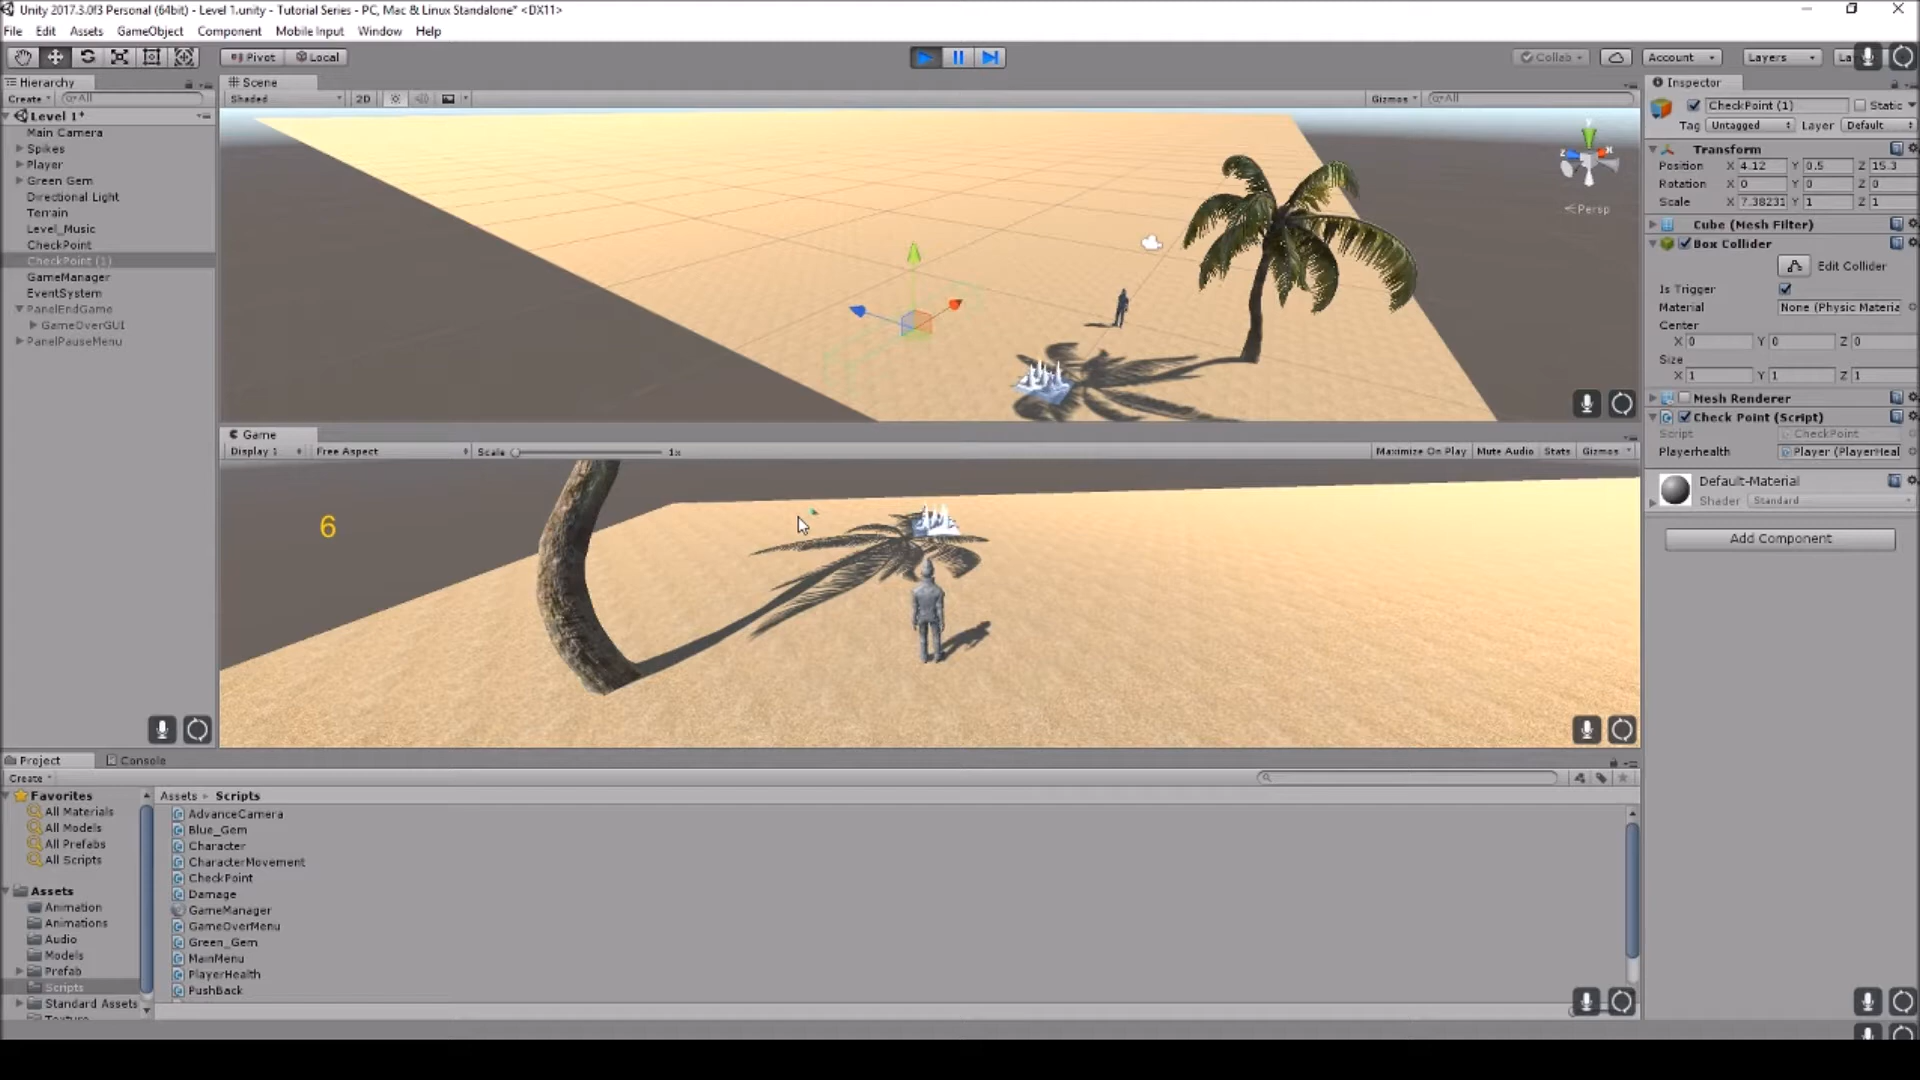 Unity 2017.3.0f3 Personal (64bit) - Level 1.unity - Tutorial Series - PC, Mac & Linux Standalone* <DX11>
File Edit Assets GameObject Component Mobile Input Window Help
Pivot Local Collab Account Layers La
Hierarchy
Create All
Level 1*
Main Camera
Spikes
Player
Green Gem
Directional Light
Terrain
Level_Music
CheckPoint
CheckPoint (1)
GameManager
EventSystem
PanelEndGame
GameOverGUI
PanelPauseMenu
Scene
Shaded 2D Gizmos All
y
z x
Persp
Game
Display 1 Free Aspect Scale 1x Maximize On Play Mute Audio Stats Gizmos
6
Inspector
CheckPoint (1) Static
Tag Untagged Layer Default
Transform
Position X 4.12 Y 0.5 Z 15.3
Rotation X 0 Y 0 Z 0
Scale X 7.38231 Y 1 Z 1
Cube (Mesh Filter)
Box Collider
Edit Collider
Is Trigger
Material None (Physic Materia
Center
X 0 Y 0 Z 0
Size
X 1 Y 1 Z 1
Mesh Renderer
Check Point (Script)
Script CheckPoint
Playerhealth Player (PlayerHeal
Default-Material
Shader Standard
Add Component
Project Console
Create
Favorites
All Materials
All Models
All Prefabs
All Scripts
Assets
Animation
Animations
Audio
Models
Prefab
Scripts
Standard Assets
Assets Scripts
AdvanceCamera
Blue_Gem
Character
CharacterMovement
CheckPoint
Damage
GameManager
GameOverMenu
Green_Gem
MainMenu
PlayerHealth
PushBack